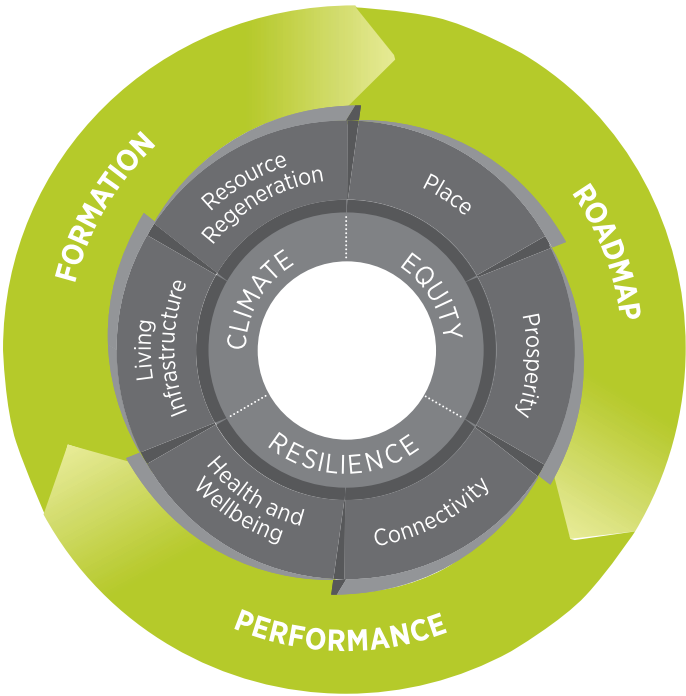 FORMATION
ROADMAP
PERFORMANCE
Resource
Regeneration
Place
Prosperity
Connectivity
Health and
Wellbeing
Living
Infrastructure
CLIMATE
EQUITY
RESILIENCE